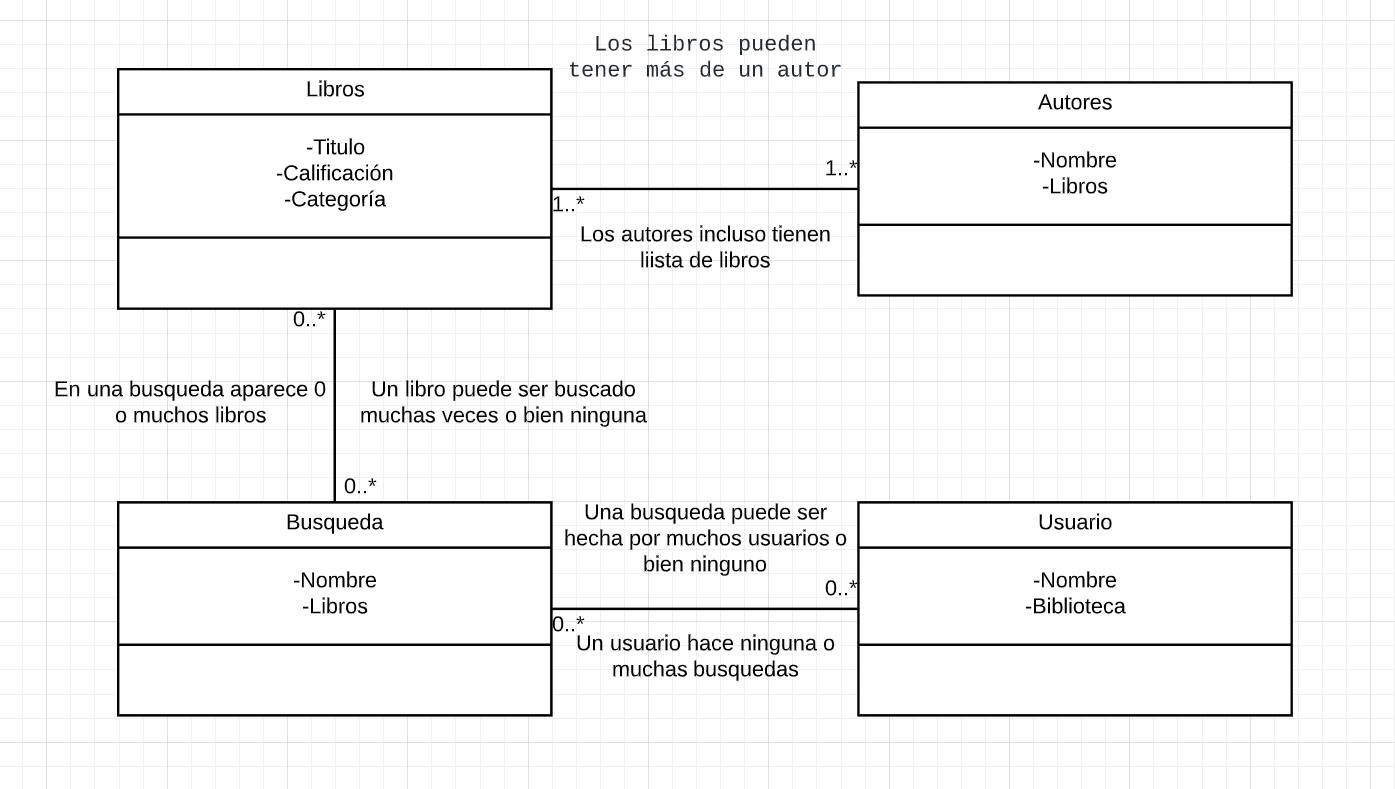 Los libros pueden
tener más de un autor
Libros
-Titulo
-Calificación
-Categoría
Autores
-Nombre
-Libros
1..*
1..*
Los autores incluso tienen
liista de libros
0..*
En una busqueda aparece 0
o muchos libros
Un libro puede ser buscado
muchas veces o bien ninguna
0..*
Busqueda
-Nombre
-Libros
Una busqueda puede ser
hecha por muchos usuarios o
bien ninguno
0..*
0..*
Un usuario hace ninguna o
muchas busquedas
Usuario
-Nombre
-Biblioteca